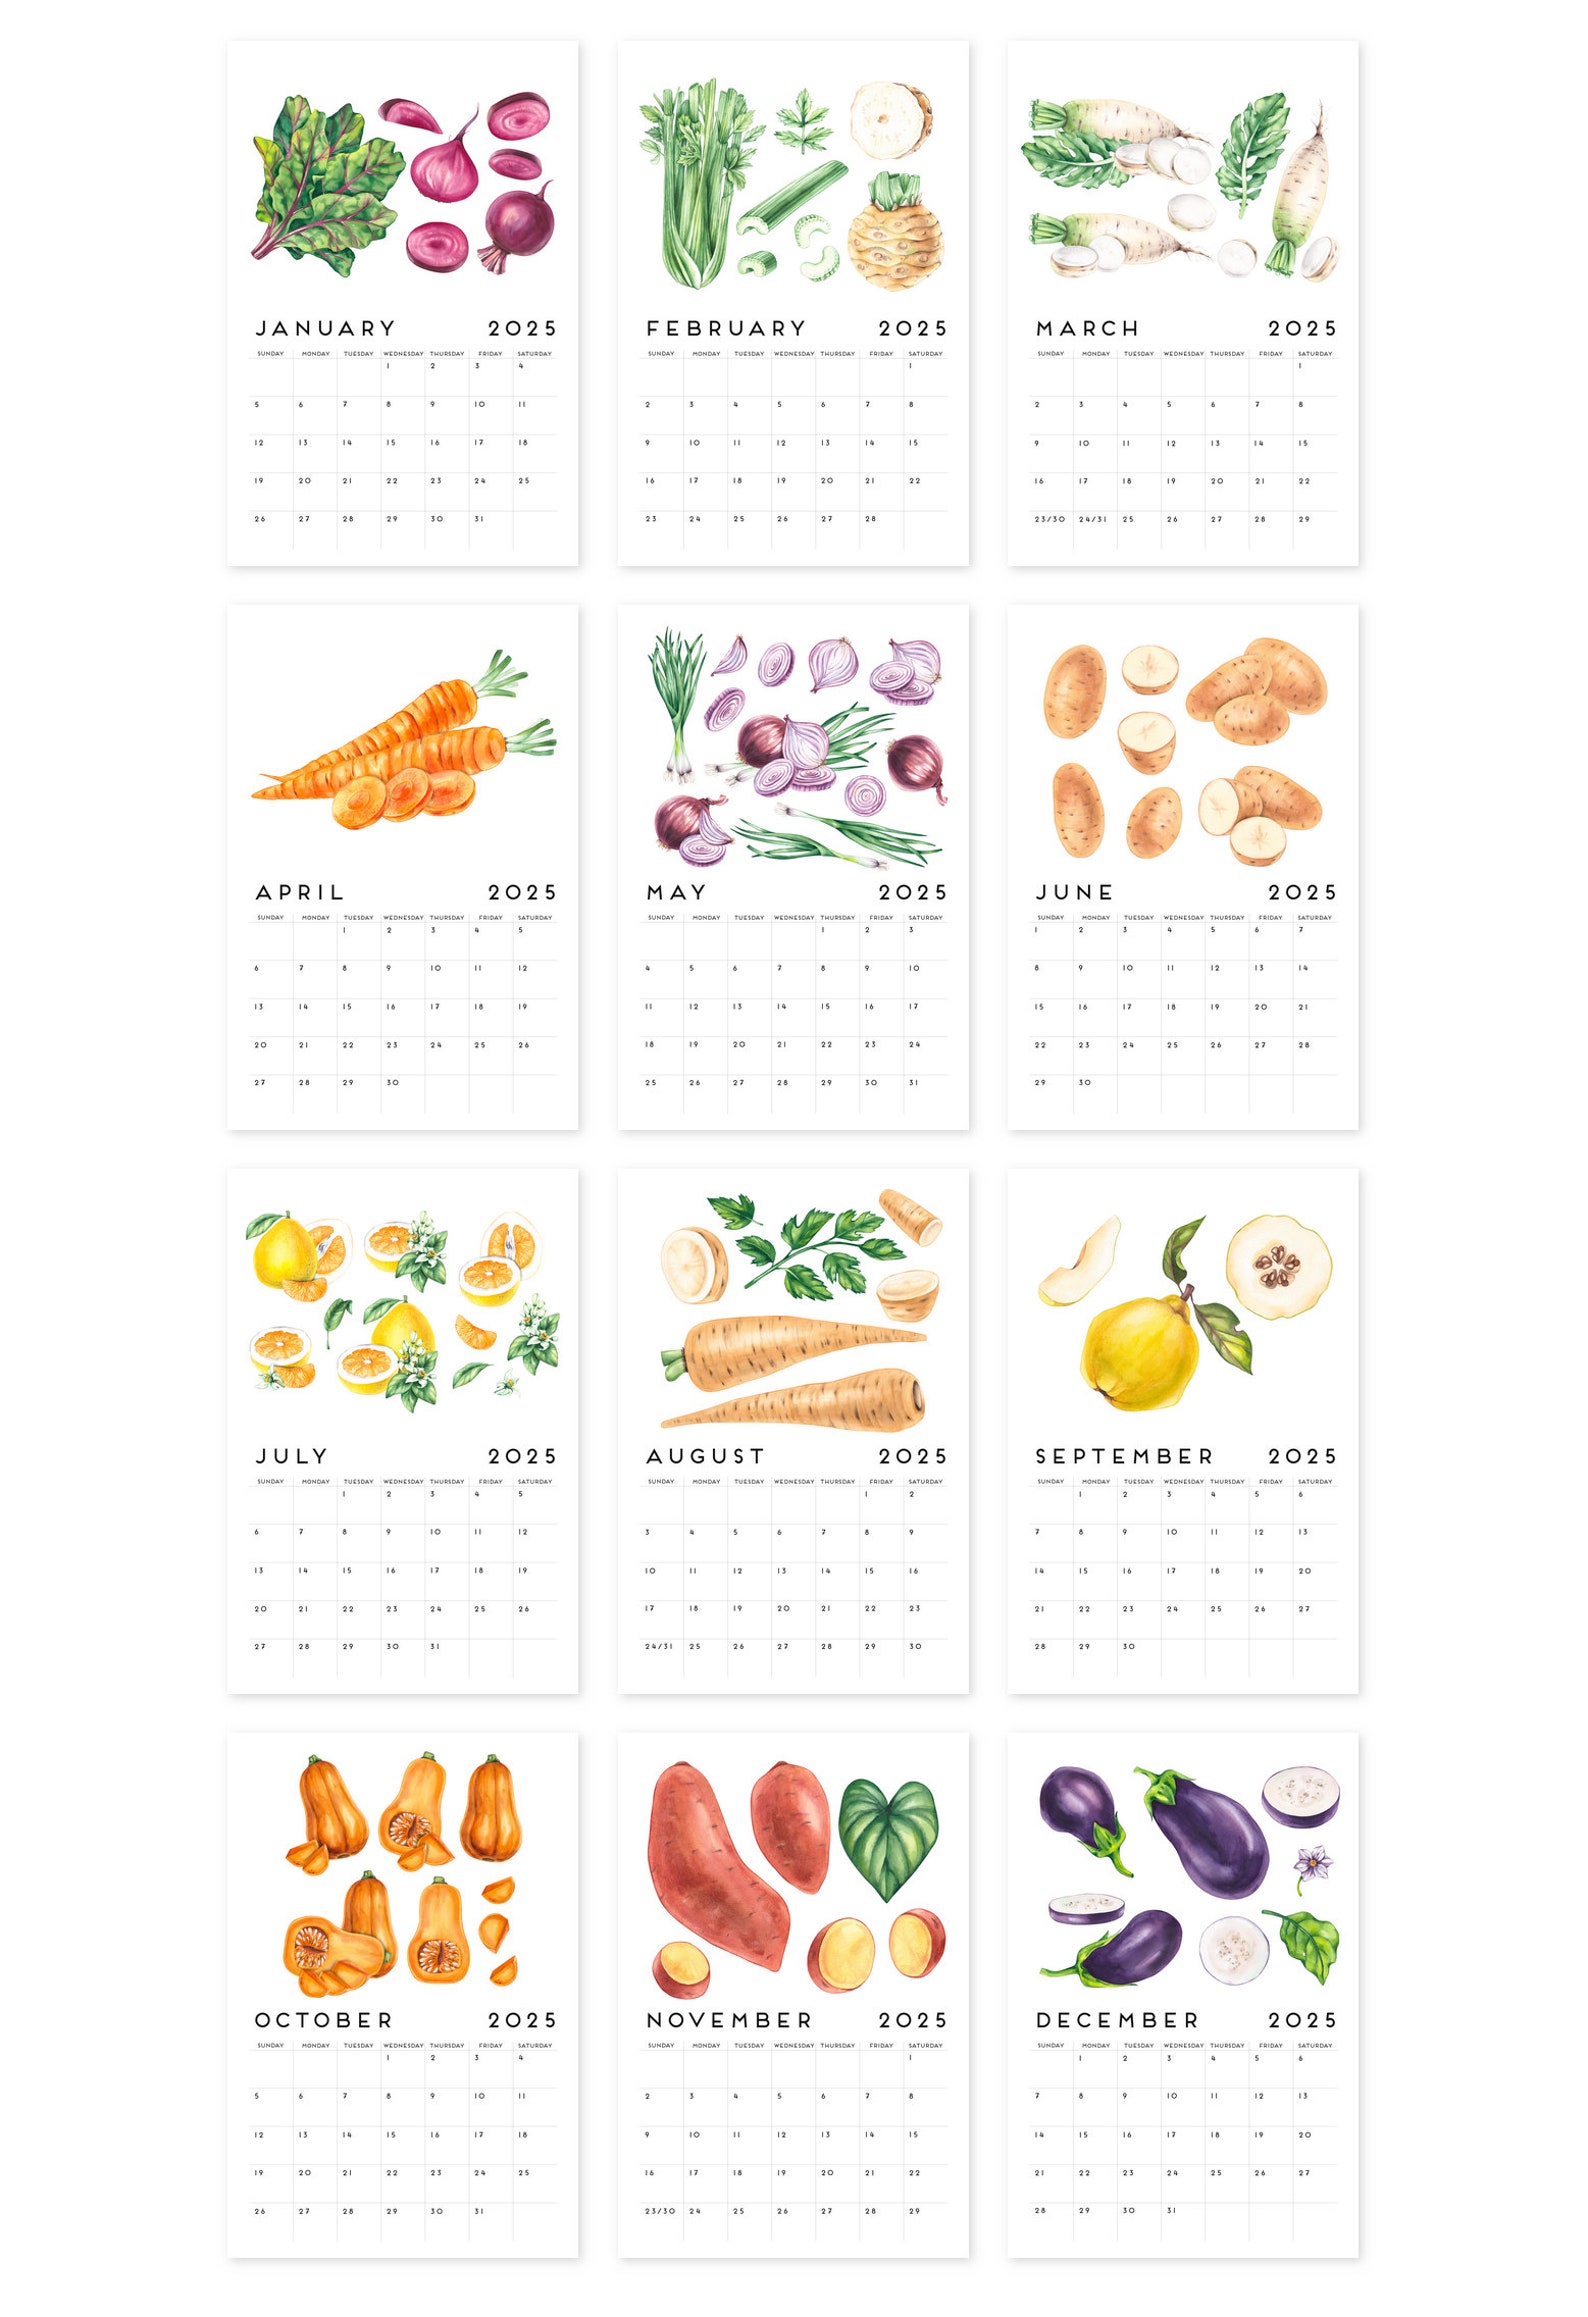 JANUARY 2025
SUNDAY MONDAY TUESDAY WEDNESDAY THURSDAY FRIDAY SATURDAY
1 2 3 4
5 6 7 8 9 10 11
12 13 14 15 16 17 18
19 20 21 22 23 24 25
26 27 28 29 30 31
FEBRUARY 2025
SUNDAY MONDAY TUESDAY WEDNESDAY THURSDAY FRIDAY SATURDAY
1
2 3 4 5 6 7 8
9 10 11 12 13 14 15
16 17 18 19 20 21 22
23 24 25 26 27 28
MARCH 2025
SUNDAY MONDAY TUESDAY WEDNESDAY THURSDAY FRIDAY SATURDAY
1
2 3 4 5 6 7 8
9 10 11 12 13 14 15
16 17 18 19 20 21 22
23/30 24/31 25 26 27 28 29
APRIL 2025
SUNDAY MONDAY TUESDAY WEDNESDAY THURSDAY FRIDAY SATURDAY
1 2 3 4 5
6 7 8 9 10 11 12
13 14 15 16 17 18 19
20 21 22 23 24 25 26
27 28 29 30
MAY 2025
SUNDAY MONDAY TUESDAY WEDNESDAY THURSDAY FRIDAY SATURDAY
1 2 3
4 5 6 7 8 9 10
11 12 13 14 15 16 17
18 19 20 21 22 23 24
25 26 27 28 29 30 31
JUNE 2025
SUNDAY MONDAY TUESDAY WEDNESDAY THURSDAY FRIDAY SATURDAY
1 2 3 4 5 6 7
8 9 10 11 12 13 14
15 16 17 18 19 20 21
22 23 24 25 26 27 28
29 30
JULY 2025
SUNDAY MONDAY TUESDAY WEDNESDAY THURSDAY FRIDAY SATURDAY
1 2 3 4 5
6 7 8 9 10 11 12
13 14 15 16 17 18 19
20 21 22 23 24 25 26
27 28 29 30 31
AUGUST 2025
SUNDAY MONDAY TUESDAY WEDNESDAY THURSDAY FRIDAY SATURDAY
1 2
3 4 5 6 7 8 9
10 11 12 13 14 15 16
17 18 19 20 21 22 23
24/31 25 26 27 28 29 30
SEPTEMBER 2025
SUNDAY MONDAY TUESDAY WEDNESDAY THURSDAY FRIDAY SATURDAY
1 2 3 4 5 6
7 8 9 10 11 12 13
14 15 16 17 18 19 20
21 22 23 24 25 26 27
28 29 30
OCTOBER 2025
SUNDAY MONDAY TUESDAY WEDNESDAY THURSDAY FRIDAY SATURDAY
1 2 3 4
5 6 7 8 9 10 11
12 13 14 15 16 17 18
19 20 21 22 23 24 25
26 27 28 29 30 31
NOVEMBER 2025
SUNDAY MONDAY TUESDAY WEDNESDAY THURSDAY FRIDAY SATURDAY
1
2 3 4 5 6 7 8
9 10 11 12 13 14 15
16 17 18 19 20 21 22
23/30 24 25 26 27 28 29
DECEMBER 2025
SUNDAY MONDAY TUESDAY WEDNESDAY THURSDAY FRIDAY SATURDAY
1 2 3 4 5 6
7 8 9 10 11 12 13
14 15 16 17 18 19 20
21 22 23 24 25 26 27
28 29 30 31